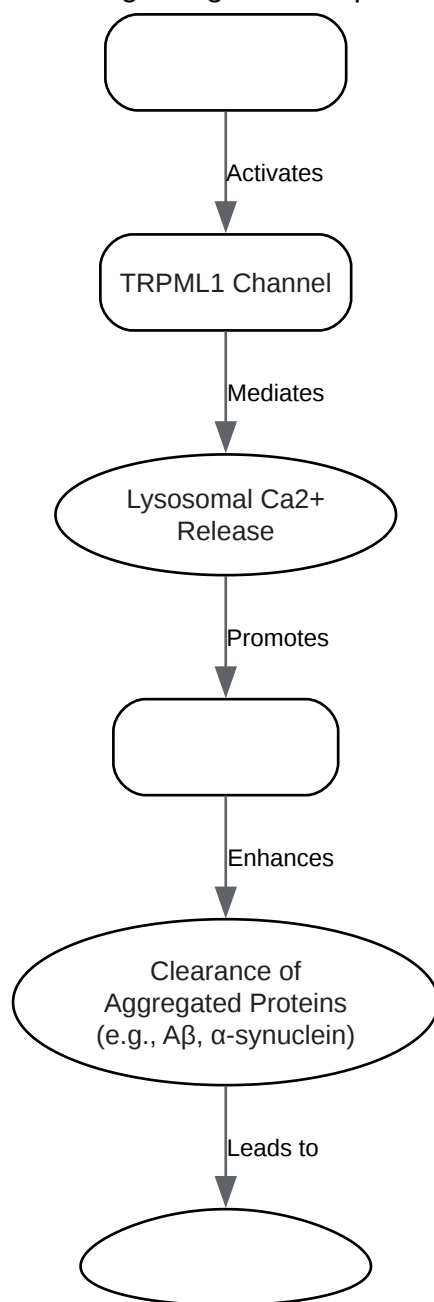 Activates
TRPML1 Channel
Mediates
Lysosomal Ca2+
Release
Promotes
Enhances
Clearance of
Aggregated Proteins
(e.g., Aβ, α-synuclein)
Leads to